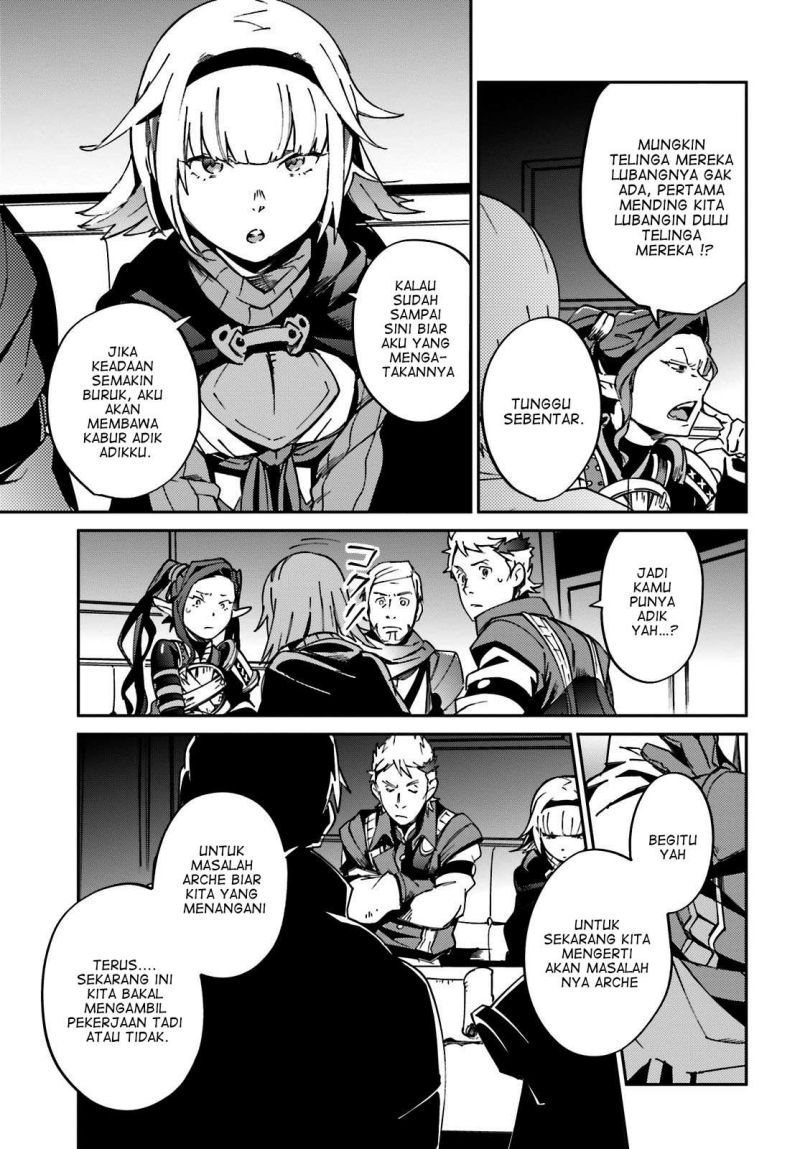 MUNGKIN
TELINGA MEREKA
LUBANGNYA GAK
ADA, PERTAMA
MENDING KITA
LUBANGIN DULU
TELINGA
MEREKA !?
TUNGGU
SEBENTAR.
KALAU
SUDAH
SAMPAI
SINI BIAR
AKU YANG
MENGA-
TAKANNYA
JIKA
KEADAAN
SEMAKIN
BURUK, AKU
AKAN
MEMBAWA
KABUR ADIK
ADIKKU.
JADI
KAMU
PUNYA
ADIK
YAH...?
コクッ
BEGITU
YAH
UNTUK
SEKARANG KITA
MENGERTI
AKAN MASALAH
NYA ARCHE
UNTUK
MASALAH
ARCHE BIAR
KITA YANG
MENANGANI
TERUS....
SEKARANG INI
KITA BAKAL
MENGAMBIL
PEKERJAAN TADI
ATAU TIDAK.